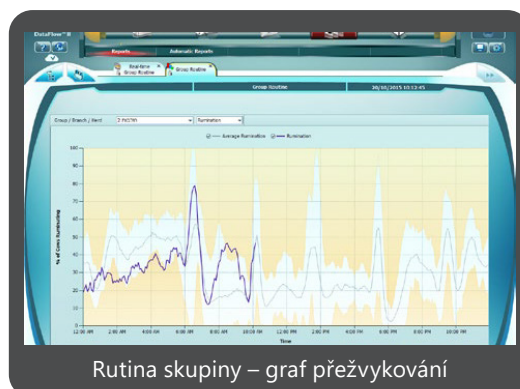 DataFlow™ II
Reports Automatic Reports
Real-time Group Routine
Group Routine
Group Routine 20/10/2015 10:12:45
Group / Branch / Herd Rumination
Average Rumination Rumination
% of Cows Ruminating
100
90
80
70
60
50
40
30
20
10
0
12:00 AM 2:00 AM 4:00 AM 6:00 AM 8:00 AM 10:00 AM 12:00 PM 2:00 PM 4:00 PM 6:00 PM 8:00 PM 10:00 PM
Time
Rutina skupiny – graf přežvykování